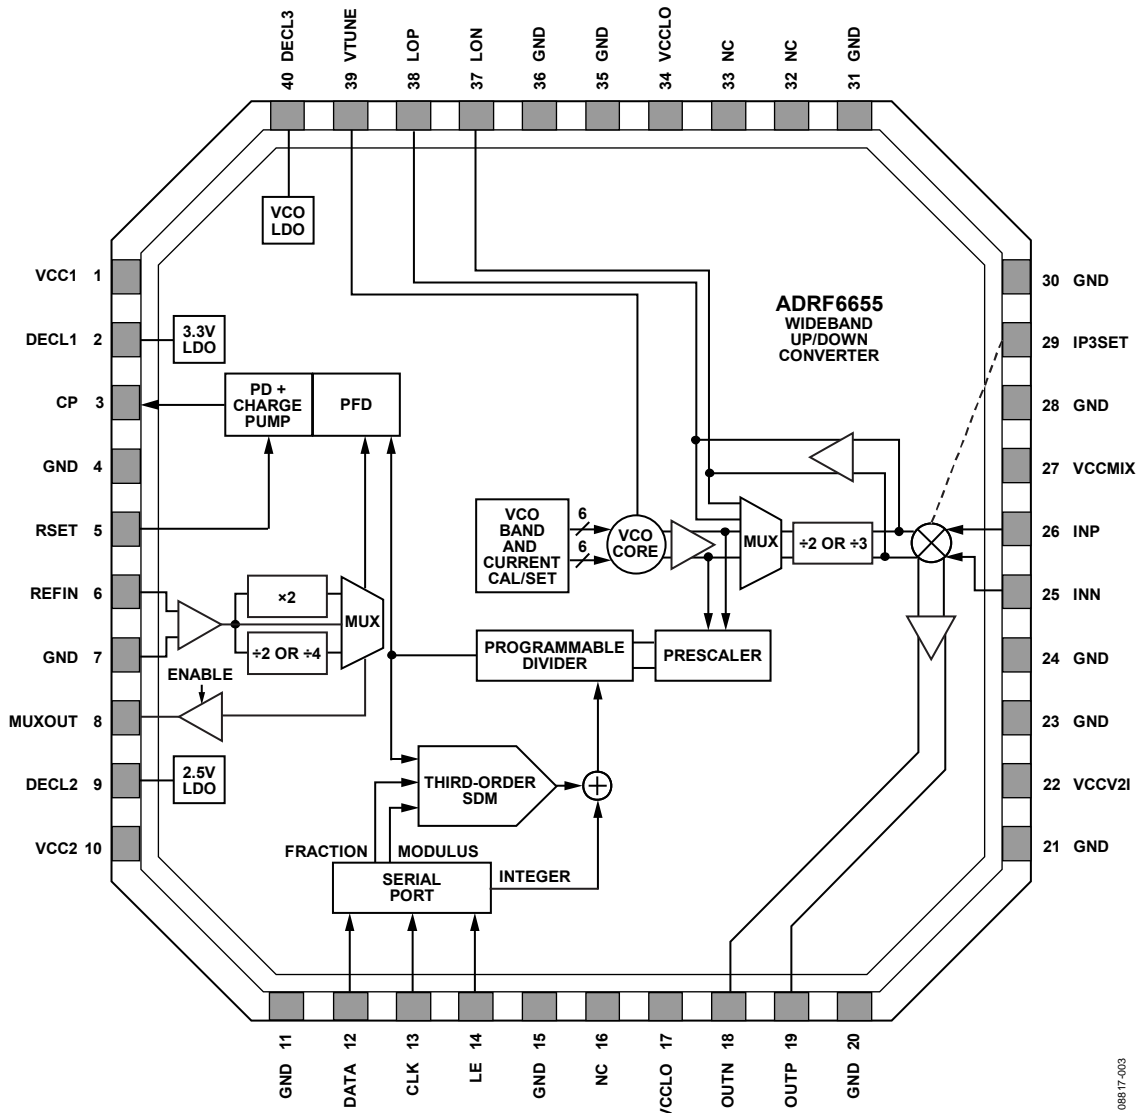 40 DECL3
39 VTUNE
38 LOP
37 LON
36 GND
35 GND
34 VCCLO
33 NC
32 NC
31 GND
VCO
LDO
VCC1 1
DECL1 2
3.3V
LDO
CP 3
PD +
CHARGE
PUMP
PFD
GND 4
RSET 5
REFIN 6
×2
MUX
÷2 OR ÷4
GND 7
ENABLE
MUXOUT 8
DECL2 9
2.5V
LDO
VCC2 10
ADRF6655
WIDEBAND
UP/DOWN
CONVERTER
30 GND
29 IP3SET
28 GND
27 VCCMIX
26 INP
25 INN
24 GND
23 GND
22 VCCV2I
21 GND
VCO
BAND
AND
CURRENT
CAL/SET
6
6
VCO
CORE
MUX
÷2 OR ÷3
PROGRAMMABLE
DIVIDER
PRESCALER
THIRD-ORDER
SDM
+
FRACTION
MODULUS
INTEGER
SERIAL
PORT
GND 11
DATA 12
CLK 13
LE 14
GND 15
NC 16
VCCLO 17
OUTN 18
OUTP 19
GND 20
08817-003